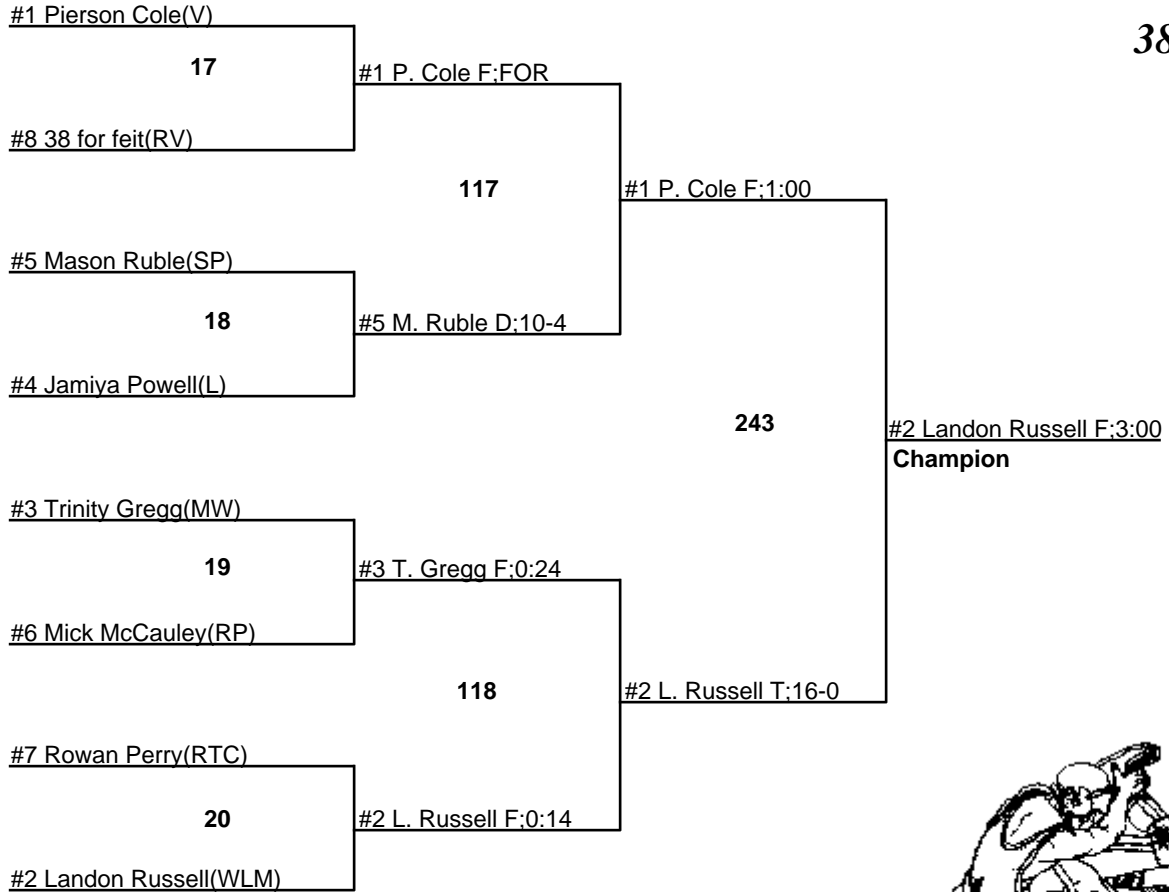 #1 Pierson Cole(V)
38
17
#1 P. Cole F;FOR
#8 38 for feit(RV)
117
#1 P. Cole F;1:00
#5 Mason Ruble(SP)
18
#5 M. Ruble D;10-4
#4 Jamiya Powell(L)
243
#2 Landon Russell F;3:00
Champion
#3 Trinity Gregg(MW)
19
#3 T. Gregg F;0:24
#6 Mick McCauley(RP)
118
#2 L. Russell T;16-0
#7 Rowan Perry(RTC)
20
#2 L. Russell F;0:14
#2 Landon Russell(WLM)